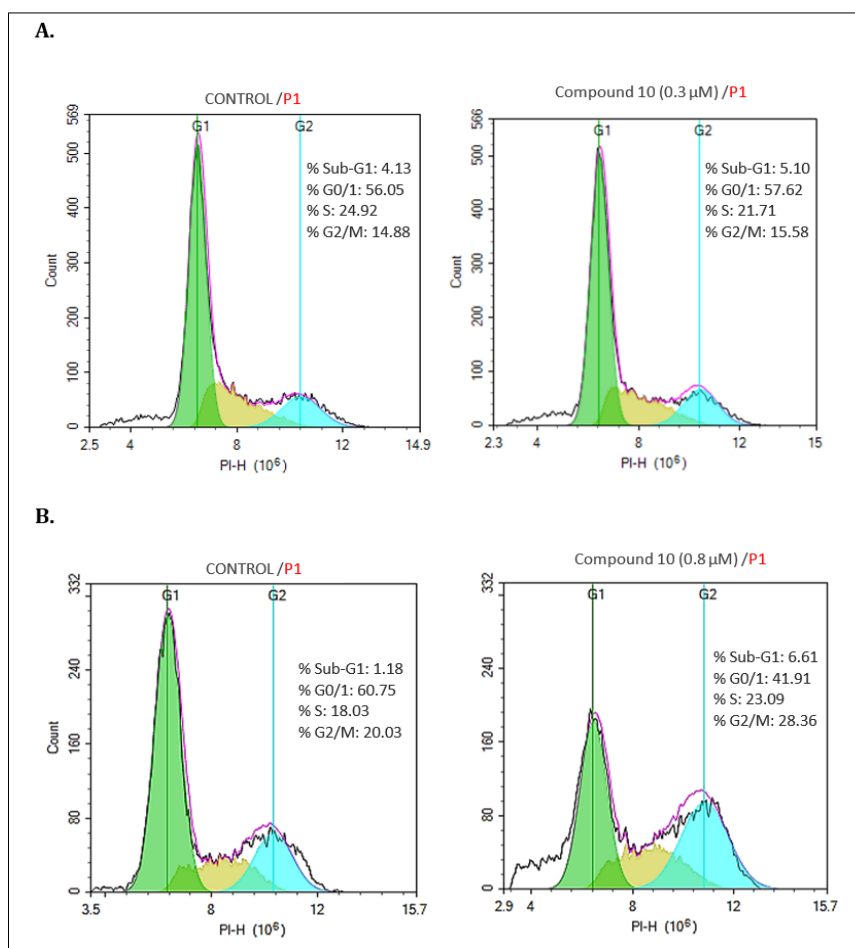 A.
CONTROL /P1
569
500
400
300
200
100
0
Count
G1
G2
% Sub-G1: 4.13
% G0/1: 56.05
% S: 24.92
% G2/M: 14.88
2.5
4
8
12
14.9
PI-H (10⁶)
Compound 10 (0.3 µM) /P1
566
500
400
300
200
100
0
Count
G1
G2
% Sub-G1: 5.10
% G0/1: 57.62
% S: 21.71
% G2/M: 15.58
2.3
4
8
12
15
PI-H (10⁶)
B.
CONTROL /P1
332
240
160
80
0
Count
G1
G2
% Sub-G1: 1.18
% G0/1: 60.75
% S: 18.03
% G2/M: 20.03
3.5
8
12
15.7
PI-H (10⁶)
Compound 10 (0.8 µM) /P1
332
240
160
80
0
Count
G1
G2
% Sub-G1: 6.61
% G0/1: 41.91
% S: 23.09
% G2/M: 28.36
2.9
4
8
12
15.7
PI-H (10⁶)